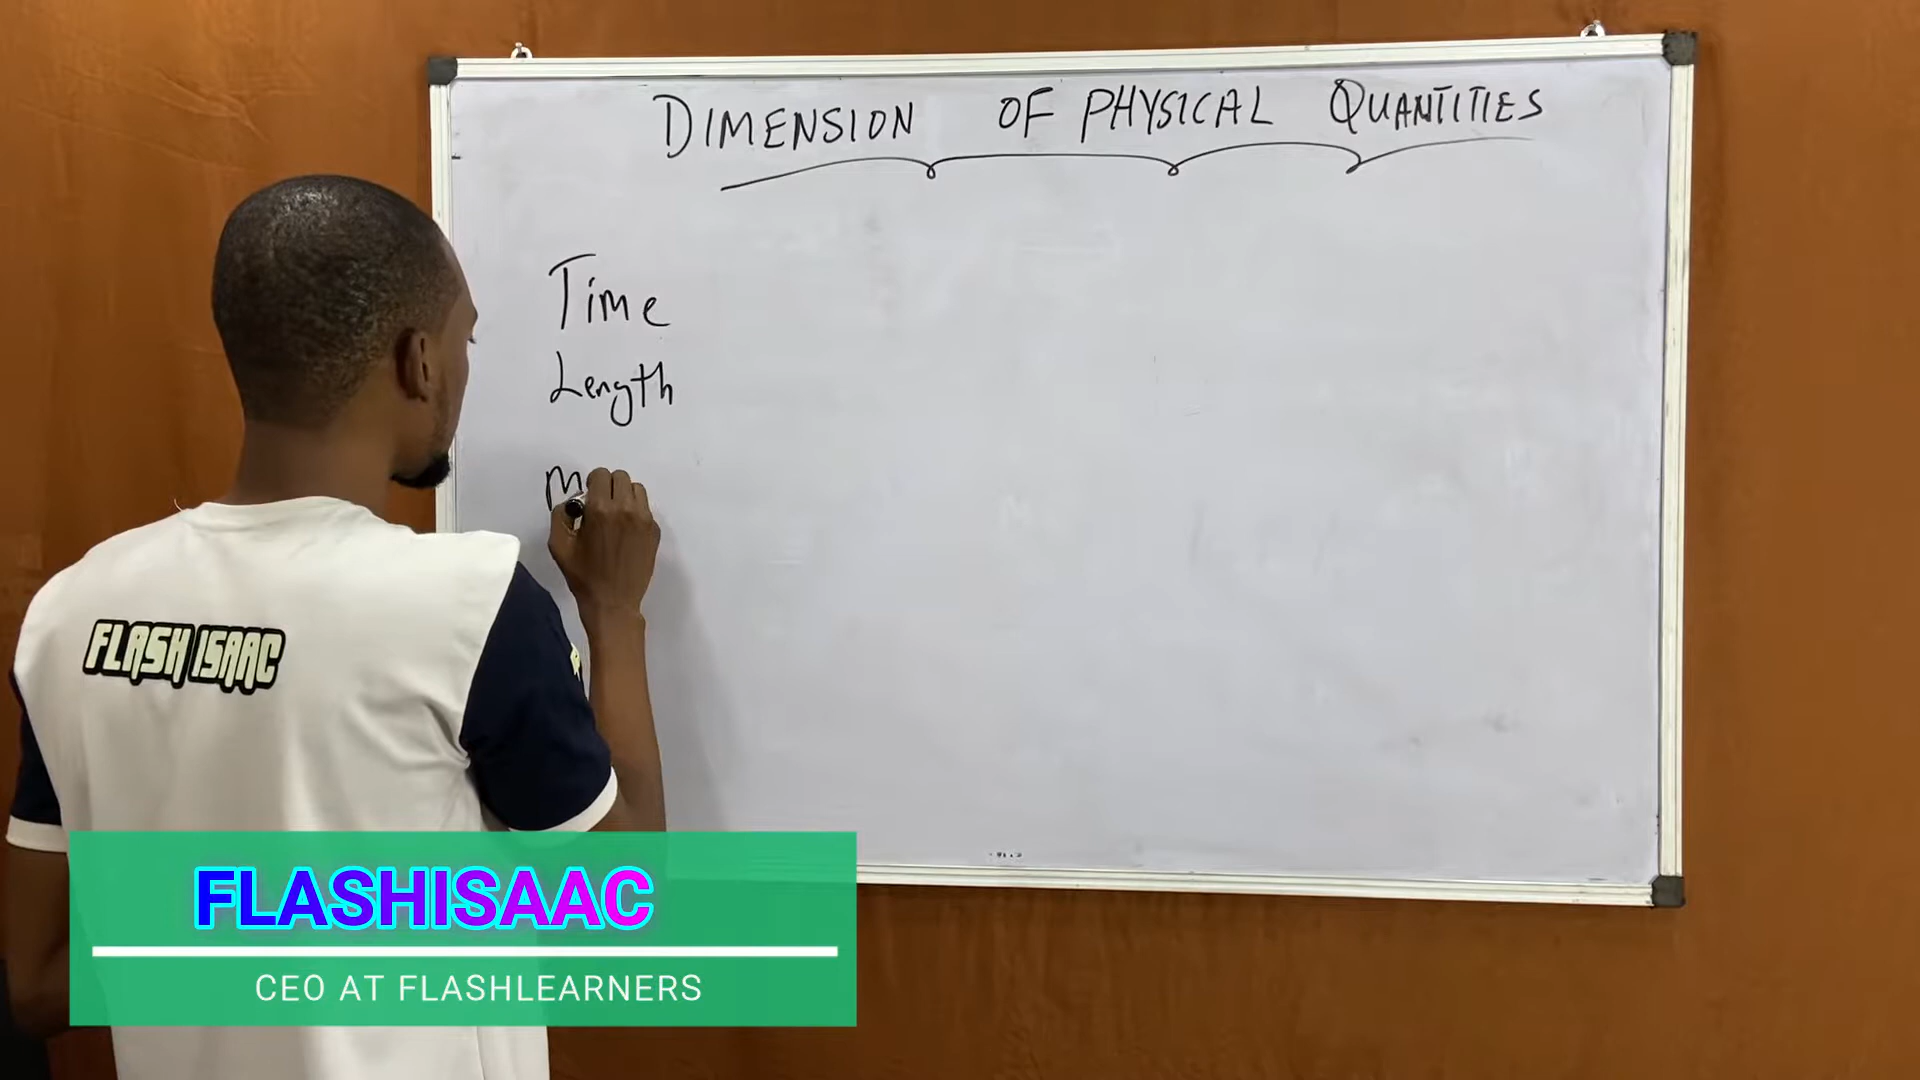 DIMENSION OF PHYSICAL QUANTITIES
Time
Length
FLASH ISAAC
FLASHISAAC
CEO AT FLASHLEARNERS